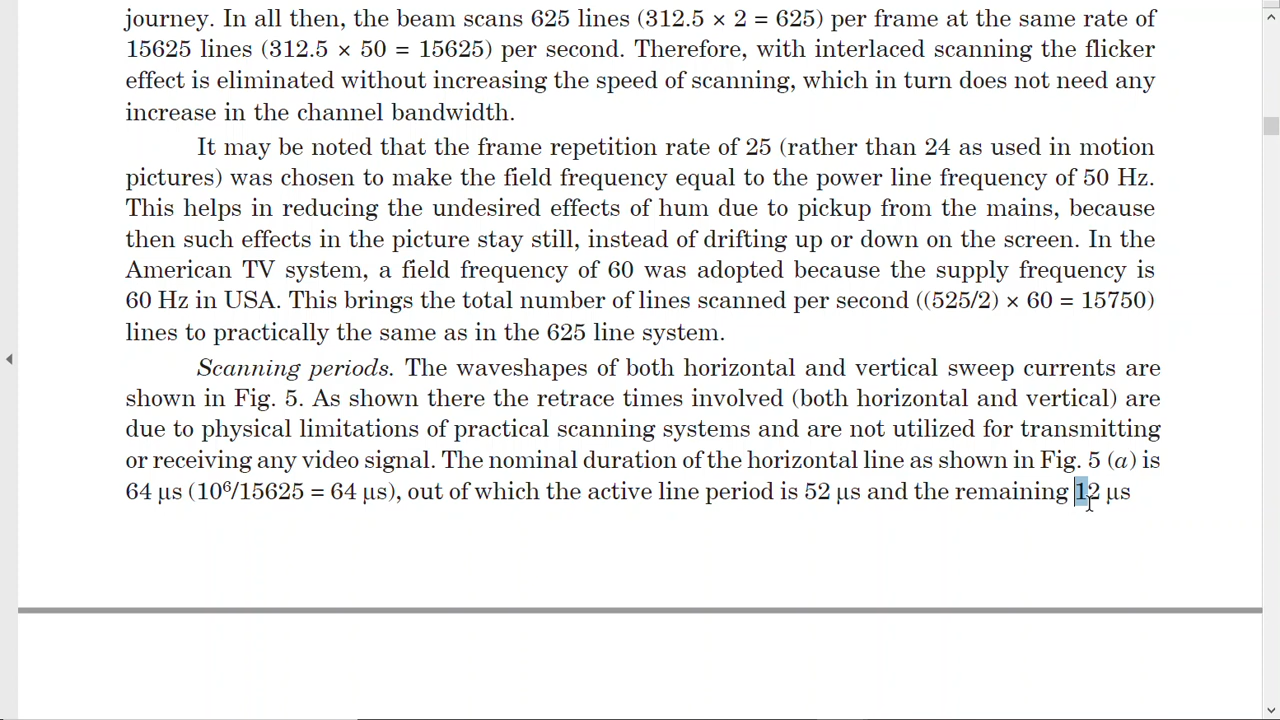 journey. In all then, the beam scans 625 lines (312.5 × 2 = 625) per frame at the same rate of
15625 lines (312.5 × 50 = 15625) per second. Therefore, with interlaced scanning the flicker
effect is eliminated without increasing the speed of scanning, which in turn does not need any
increase in the channel bandwidth.
It may be noted that the frame repetition rate of 25 (rather than 24 as used in motion
pictures) was chosen to make the field frequency equal to the power line frequency of 50 Hz.
This helps in reducing the undesired effects of hum due to pickup from the mains, because
then such effects in the picture stay still, instead of drifting up or down on the screen. In the
American TV system, a field frequency of 60 was adopted because the supply frequency is
60 Hz in USA. This brings the total number of lines scanned per second ((525/2) × 60 = 15750)
lines to practically the same as in the 625 line system.
Scanning periods. The waveshapes of both horizontal and vertical sweep currents are
shown in Fig. 5. As shown there the retrace times involved (both horizontal and vertical) are
due to physical limitations of practical scanning systems and are not utilized for transmitting
or receiving any video signal. The nominal duration of the horizontal line as shown in Fig. 5 (a) is
64 µs (10⁶/15625 = 64 µs), out of which the active line period is 52 µs and the remaining 12 µs